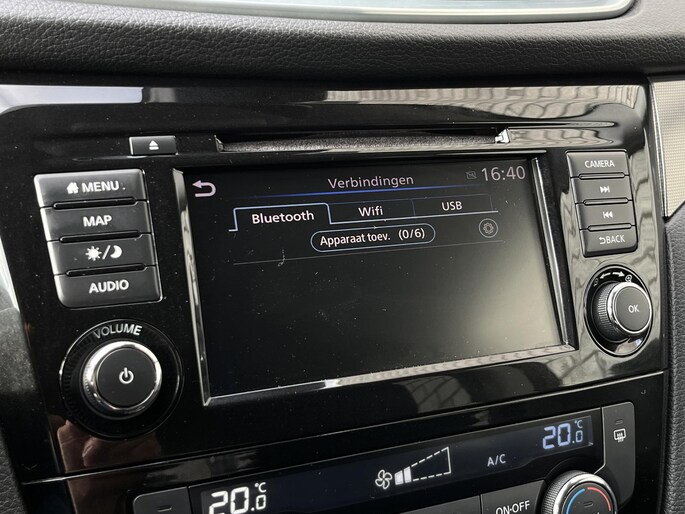 Verbindingen 16:40
Bluetooth Wifi USB
Apparaat toev. (0/6)
MENU
MAP
AUDIO
VOLUME
CAMERA
BACK
OK
20.0 °C
A/C
20.0 °C
ON·OFF